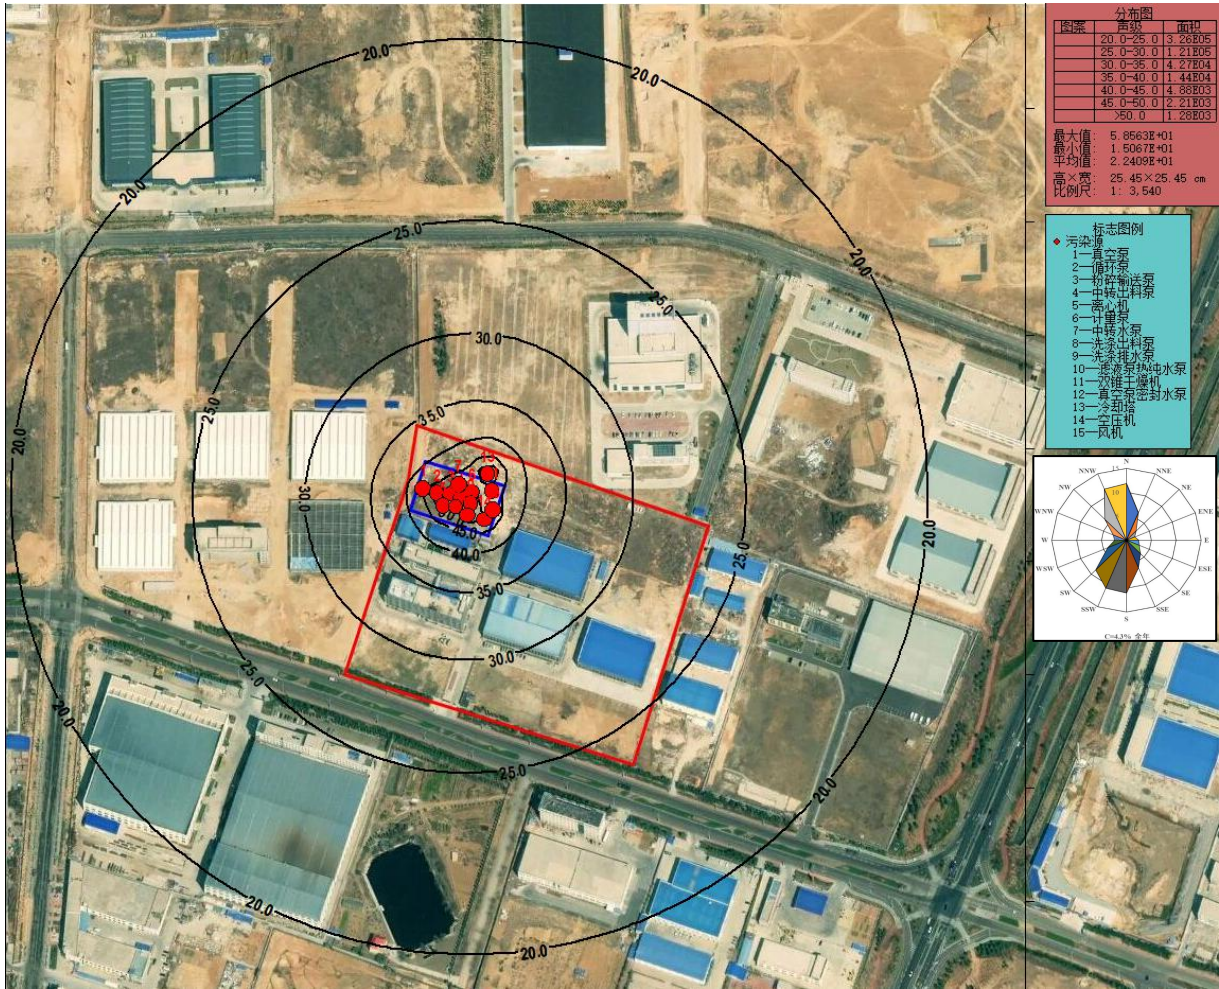 分布图
图案 声级 面积
20.0-25.0 3.26E05
25.0-30.0 1.21E05
30.0-35.0 4.27E04
35.0-40.0 1.44E04
40.0-45.0 4.88E03
45.0-50.0 2.21E03
>50.0 1.28E03
最大值: 5.8563E+01
最小值: 1.5067E+01
平均值: 2.2409E+01
高×宽: 25.45×25.45 cm
比例尺: 1: 3,540
标志图例
污染源
1—真空泵
2—循环泵
3—粉碎输送泵
4—中转出料泵
5—离心机
6—计量泵
7—中转水泵
8—洗涤出料泵
9—洗涤排水泵
10—滤液泵热纯水泵
11—双锥干燥机
12—真空泵密封水泵
13—冷却塔
14—空压机
15—风机
N
NNE
NE
ENE
E
ESE
SE
SSE
S
SSW
SW
WSW
W
WNW
NW
NNW
15
10
C=4.3% 全年
20.0
20.0
20.0
20.0
25.0
25.0
30.0
35.0
25.0
20.0
30.0
20.0
45.0
40.0
25.0
35.0
30.0
25.0
20.0
25.0
20.0
20.0
20.0